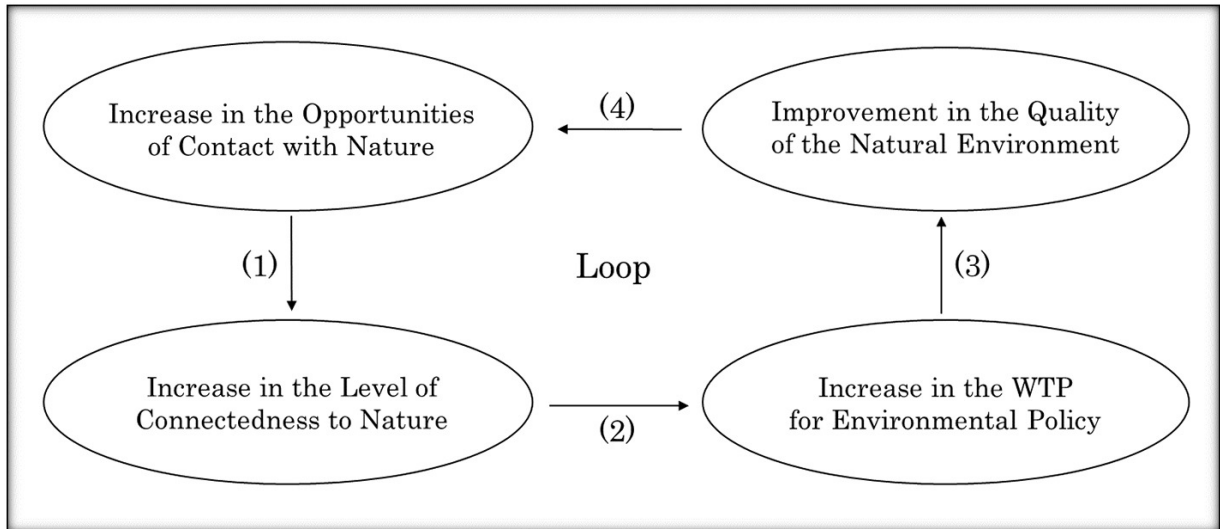 Increase in the Opportunities
of Contact with Nature
(4)
Improvement in the Quality
of the Natural Environment
(1)
Loop
(3)
Increase in the Level of
Connectedness to Nature
(2)
Increase in the WTP
for Environmental Policy